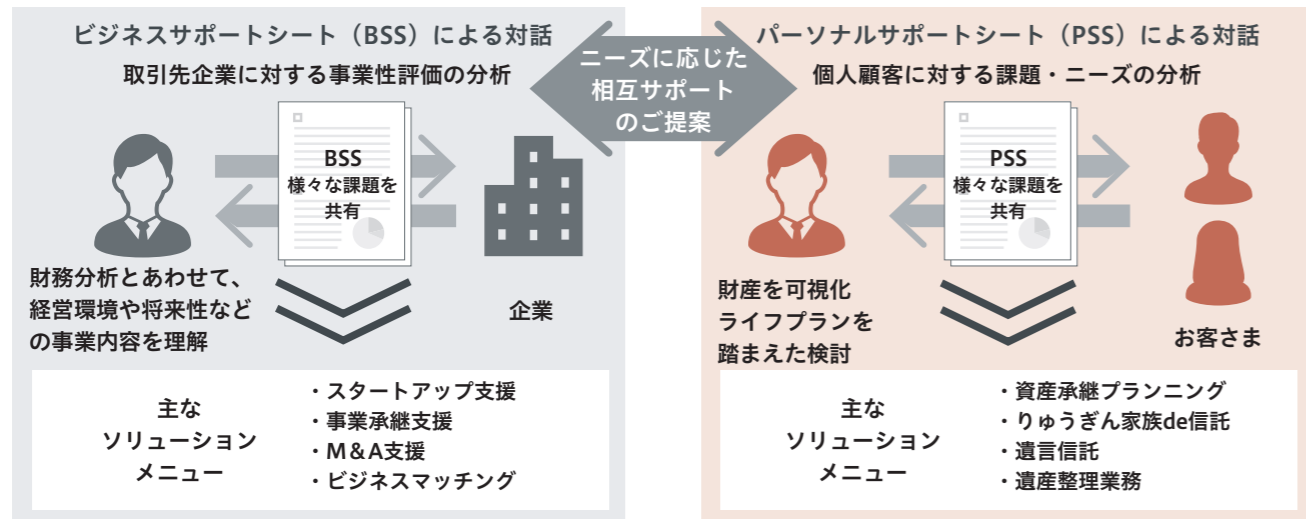 ビジネスサポートシート（BSS）による対話
取引先企業に対する事業性評価の分析
BSS
様々な課題を
共有
財務分析とあわせて、
経営環境や将来性など
の事業内容を理解
企業
主な
ソリューション
メニュー
・スタートアップ支援
・事業承継支援
・M＆A支援
・ビジネスマッチング
ニーズに応じた
相互サポート
のご提案
パーソナルサポートシート（PSS）による対話
個人顧客に対する課題・ニーズの分析
PSS
様々な課題を
共有
財産を可視化
ライフプランを
踏まえた検討
お客さま
主な
ソリューション
メニュー
・資産承継プランニング
・りゅうぎん家族de信託
・遺言信託
・遺産整理業務